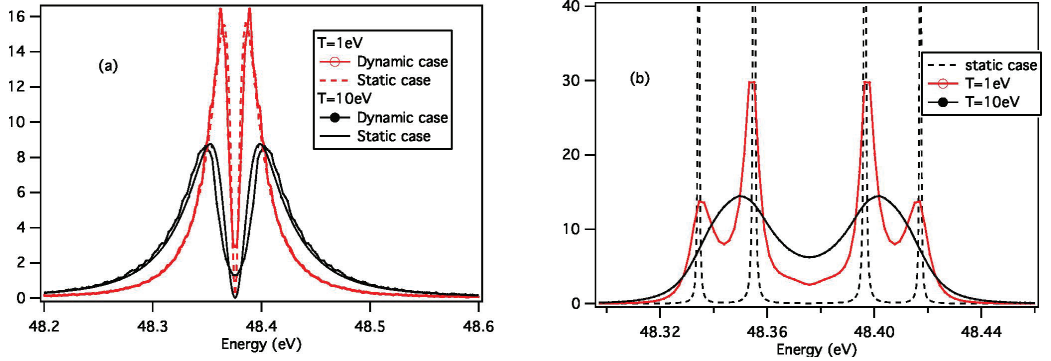 16
14
12
10
8
6
4
2
0
(a)
T=1eV
Dynamic case
Static case
T=10eV
Dynamic case
Static case
48.2
48.3
48.4
48.5
48.6
Energy (eV)
40
30
20
10
0
(b)
static case
T=1eV
T=10eV
48.32
48.36
48.40
48.44
Energy (eV)